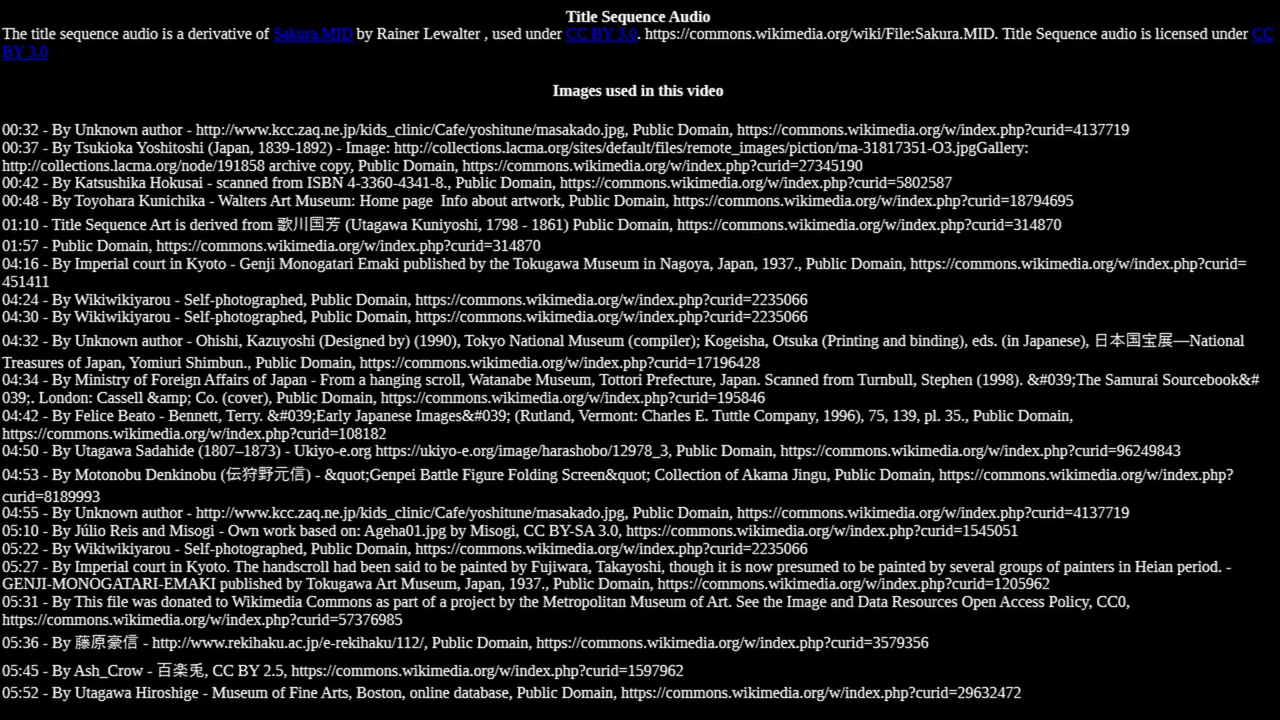 Title Sequence Audio
The title sequence audio is a derivative of Sakura.MID by Rainer Lewalter , used under CC BY 3.0. https://commons.wikimedia.org/wiki/File:Sakura.MID. Title Sequence audio is licensed under CC
BY 3.0
Images used in this video
00:32 - By Unknown author - http://www.kcc.zaq.ne.jp/kids_clinic/Cafe/yoshitune/masakado.jpg, Public Domain, https://commons.wikimedia.org/w/index.php?curid=4137719
00:37 - By Tsukioka Yoshitoshi (Japan, 1839-1892) - Image: http://collections.lacma.org/sites/default/files/remote_images/piction/ma-31817351-O3.jpgGallery:
http://collections.lacma.org/node/191858 archive copy, Public Domain, https://commons.wikimedia.org/w/index.php?curid=27345190
00:42 - By Katsushika Hokusai - scanned from ISBN 4-3360-4341-8., Public Domain, https://commons.wikimedia.org/w/index.php?curid=5802587
00:48 - By Toyohara Kunichika - Walters Art Museum: Home page  Info about artwork, Public Domain, https://commons.wikimedia.org/w/index.php?curid=18794695
01:10 - Title Sequence Art is derived from 歌川国芳 (Utagawa Kuniyoshi, 1798 - 1861) Public Domain, https://commons.wikimedia.org/w/index.php?curid=314870
01:57 - Public Domain, https://commons.wikimedia.org/w/index.php?curid=314870
04:16 - By Imperial court in Kyoto - Genji Monogatari Emaki published by the Tokugawa Museum in Nagoya, Japan, 1937., Public Domain, https://commons.wikimedia.org/w/index.php?curid=
451411
04:24 - By Wikiwikiyarou - Self-photographed, Public Domain, https://commons.wikimedia.org/w/index.php?curid=2235066
04:30 - By Wikiwikiyarou - Self-photographed, Public Domain, https://commons.wikimedia.org/w/index.php?curid=2235066
04:32 - By Unknown author - Ohishi, Kazuyoshi (Designed by) (1990), Tokyo National Museum (compiler); Kogeisha, Otsuka (Printing and binding), eds. (in Japanese), 日本国宝展—National
Treasures of Japan, Yomiuri Shimbun., Public Domain, https://commons.wikimedia.org/w/index.php?curid=17196428
04:34 - By Ministry of Foreign Affairs of Japan - From a hanging scroll, Watanabe Museum, Tottori Prefecture, Japan. Scanned from Turnbull, Stephen (1998). &#039;The Samurai Sourcebook&#
039;. London: Cassell &amp; Co. (cover), Public Domain, https://commons.wikimedia.org/w/index.php?curid=195846
04:42 - By Felice Beato - Bennett, Terry. &#039;Early Japanese Images&#039; (Rutland, Vermont: Charles E. Tuttle Company, 1996), 75, 139, pl. 35., Public Domain,
https://commons.wikimedia.org/w/index.php?curid=108182
04:50 - By Utagawa Sadahide (1807–1873) - Ukiyo-e.org https://ukiyo-e.org/image/harashobo/12978_3, Public Domain, https://commons.wikimedia.org/w/index.php?curid=96249843
04:53 - By Motonobu Denkinobu (伝狩野元信) - &quot;Genpei Battle Figure Folding Screen&quot; Collection of Akama Jingu, Public Domain, https://commons.wikimedia.org/w/index.php?
curid=8189993
04:55 - By Unknown author - http://www.kcc.zaq.ne.jp/kids_clinic/Cafe/yoshitune/masakado.jpg, Public Domain, https://commons.wikimedia.org/w/index.php?curid=4137719
05:10 - By Júlio Reis and Misogi - Own work based on: Ageha01.jpg by Misogi, CC BY-SA 3.0, https://commons.wikimedia.org/w/index.php?curid=1545051
05:22 - By Wikiwikiyarou - Self-photographed, Public Domain, https://commons.wikimedia.org/w/index.php?curid=2235066
05:27 - By Imperial court in Kyoto. The handscroll had been said to be painted by Fujiwara, Takayoshi, though it is now presumed to be painted by several groups of painters in Heian period. -
GENJI-MONOGATARI-EMAKI published by Tokugawa Art Museum, Japan, 1937., Public Domain, https://commons.wikimedia.org/w/index.php?curid=1205962
05:31 - By This file was donated to Wikimedia Commons as part of a project by the Metropolitan Museum of Art. See the Image and Data Resources Open Access Policy, CC0,
https://commons.wikimedia.org/w/index.php?curid=57376985
05:36 - By 藤原豪信 - http://www.rekihaku.ac.jp/e-rekihaku/112/, Public Domain, https://commons.wikimedia.org/w/index.php?curid=3579356
05:45 - By Ash_Crow - 百楽兎, CC BY 2.5, https://commons.wikimedia.org/w/index.php?curid=1597962
05:52 - By Utagawa Hiroshige - Museum of Fine Arts, Boston, online database, Public Domain, https://commons.wikimedia.org/w/index.php?curid=29632472